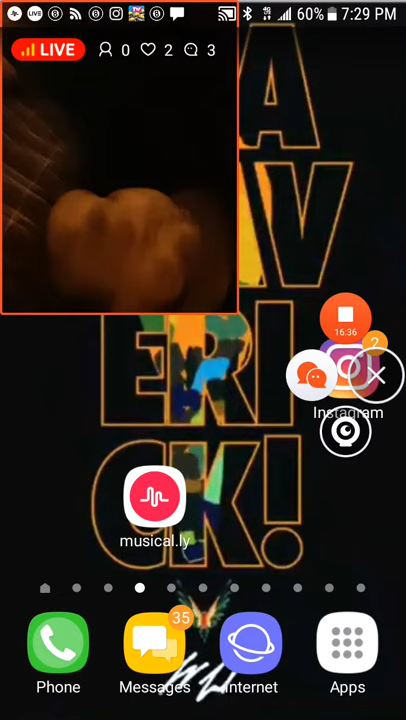 LIVE
60% 7:29 PM
LIVE 0 2 3
A
AV
ERI
CK!
16:36
2
Instagram
musical.ly
35
Phone Messages Internet Apps